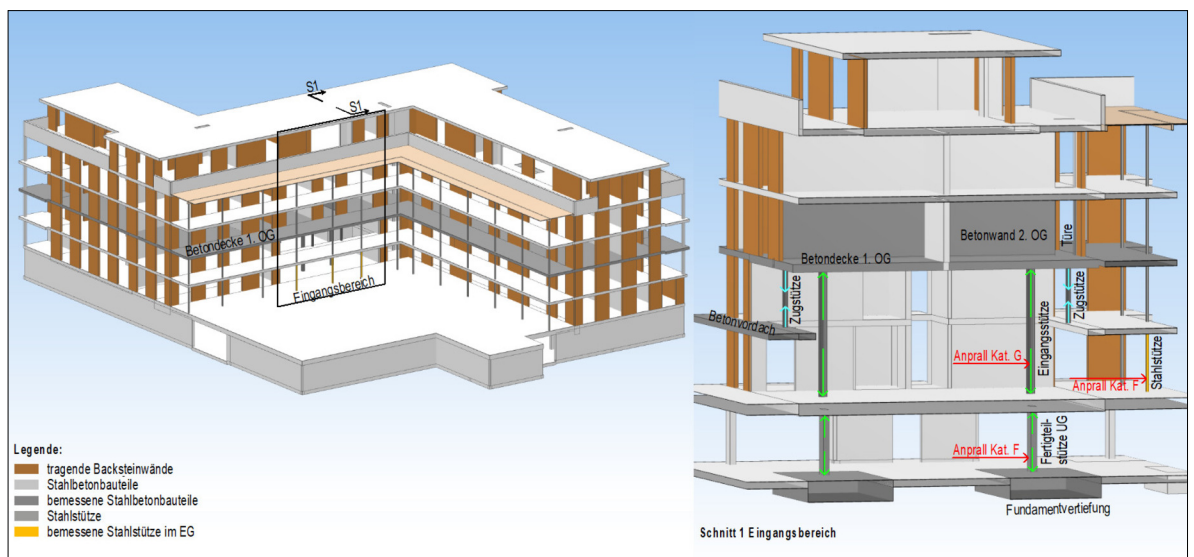 S1
S1
Betondecke 1. OG
Eingangsbereich
Legende:
tragende Backsteinwände
Stahlbetonbauteile
bemessene Stahlbetonbauteile
Stahlstütze
bemessene Stahlstütze im EG
Betonwand 2. OG
Türe
Betondecke 1. OG
Zugstütze
Zugstütze
Betonvordach
Eingangsstütze
Anprall Kat. G
Stahlstütze
Anprall Kat. F
Fertigteil-
stütze UG
Anprall Kat. F
Fundamentvertiefung
Schnitt 1 Eingangsbereich